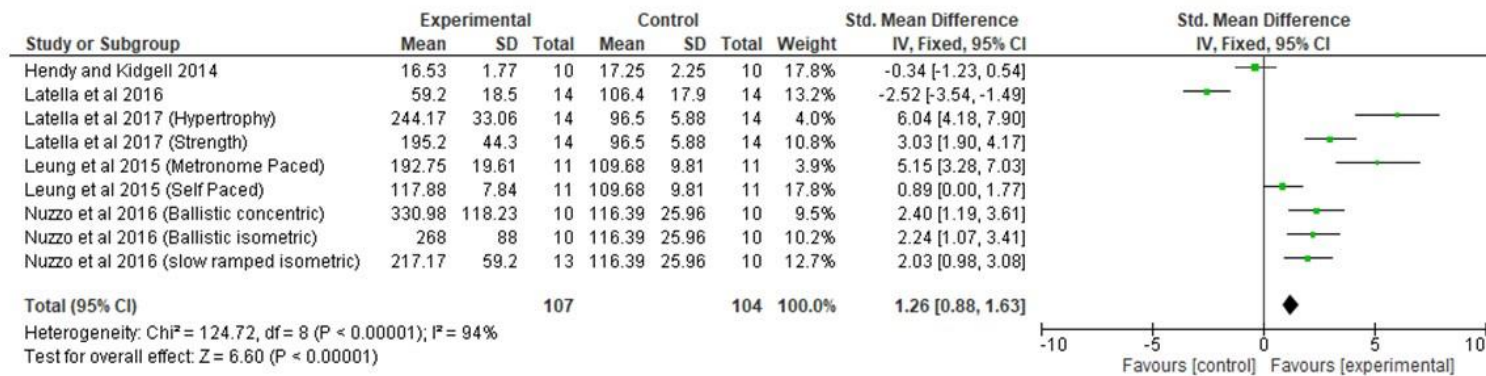 Experimental Control Std. Mean Difference Std. Mean Difference
Study or Subgroup Mean SD Total Mean SD Total Weight IV, Fixed, 95% CI IV, Fixed, 95% CI
Hendy and Kidgell 2014 16.53 1.77 10 17.25 2.25 10 17.8% -0.34 [-1.23, 0.54]
Latella et al 2016 59.2 18.5 14 106.4 17.9 14 13.2% -2.52 [-3.54, -1.49]
Latella et al 2017 (Hypertrophy) 244.17 33.06 14 96.5 5.88 14 4.0% 6.04 [4.18, 7.90]
Latella et al 2017 (Strength) 195.2 44.3 14 96.5 5.88 14 10.8% 3.03 [1.90, 4.17]
Leung et al 2015 (Metronome Paced) 192.75 19.61 11 109.68 9.81 11 3.9% 5.15 [3.28, 7.03]
Leung et al 2015 (Self Paced) 117.88 7.84 11 109.68 9.81 11 17.8% 0.89 [0.00, 1.77]
Nuzzo et al 2016 (Ballistic concentric) 330.98 118.23 10 116.39 25.96 10 9.5% 2.40 [1.19, 3.61]
Nuzzo et al 2016 (Ballistic isometric) 268 88 10 116.39 25.96 10 10.2% 2.24 [1.07, 3.41]
Nuzzo et al 2016 (slow ramped isometric) 217.17 59.2 13 116.39 25.96 10 12.7% 2.03 [0.98, 3.08]
Total (95% CI) 107 104 100.0% 1.26 [0.88, 1.63]
Heterogeneity: Chi² = 124.72, df = 8 (P < 0.00001); I² = 94%
Test for overall effect: Z = 6.60 (P < 0.00001)
-10 -5 0 5 10
Favours [control] Favours [experimental]